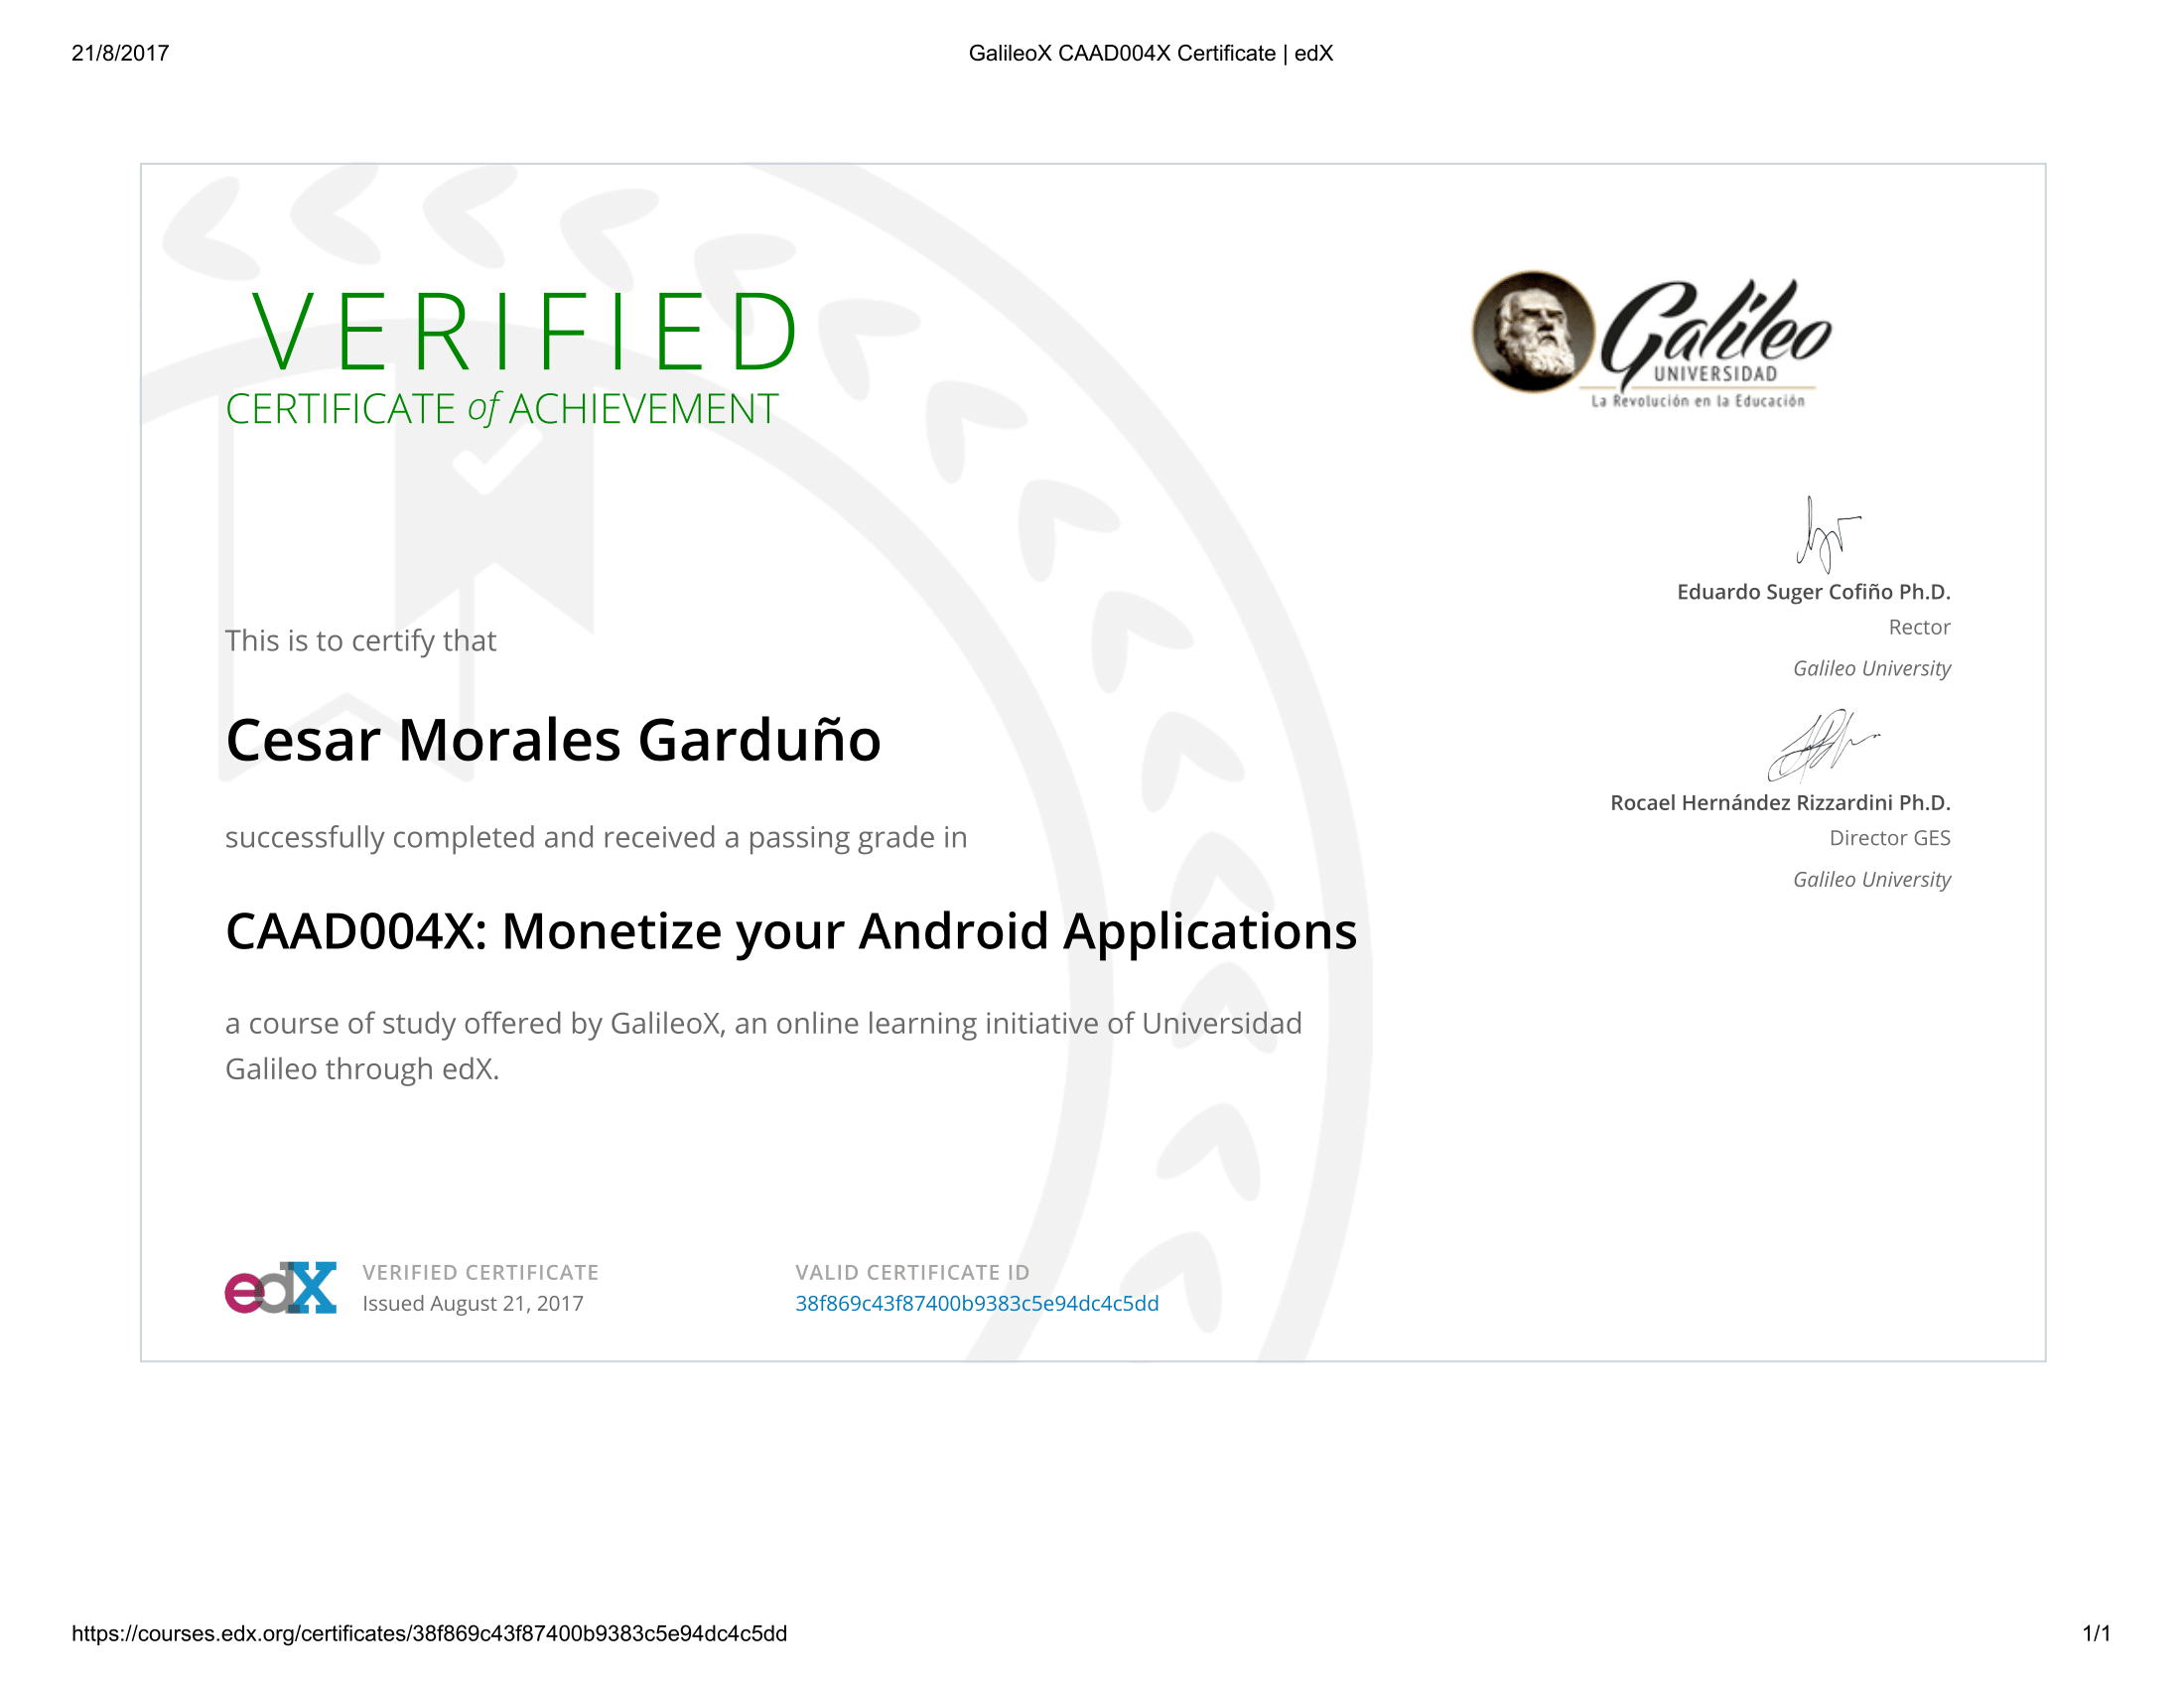 21/8/2017
GalileoX CAAD004X Certificate | edX
VERIFIED
CERTIFICATE of ACHIEVEMENT
Galileo
UNIVERSIDAD
La Revolución en la Educación
This is to certify that
Cesar Morales Garduño
successfully completed and received a passing grade in
CAAD004X: Monetize your Android Applications
a course of study offered by GalileoX, an online learning initiative of Universidad
Galileo through edX.
Eduardo Suger Cofiño Ph.D.
Rector
Galileo University
Rocael Hernández Rizzardini Ph.D.
Director GES
Galileo University
edX
VERIFIED CERTIFICATE
Issued August 21, 2017
VALID CERTIFICATE ID
38f869c43f87400b9383c5e94dc4c5dd
https://courses.edx.org/certificates/38f869c43f87400b9383c5e94dc4c5dd
1/1